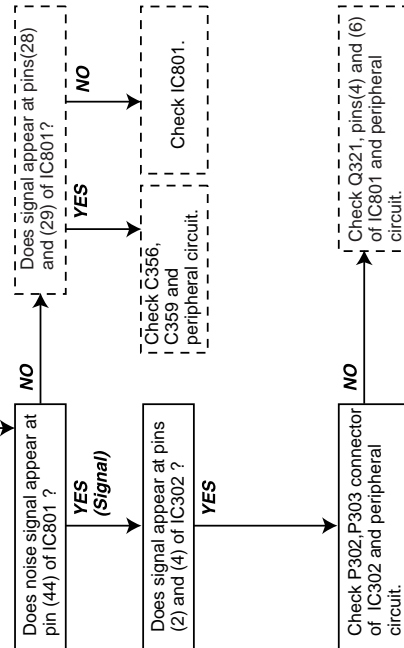 Does noise signal appear at
pin (44) of IC801 ?
NO
Does signal appear at pins(28)
and (29) of IC801?
YES
(Signal)
YES
NO
Does signal appear at pins
(2) and (4) of IC302 ?
Check C356,
C359 and
peripheral circuit.
Check IC801.
YES
Check P302,P303 connector
of IC302 and peripheral
circuit.
NO
Check Q321, pins(4) and (6)
of IC801 and peripheral
circuit.